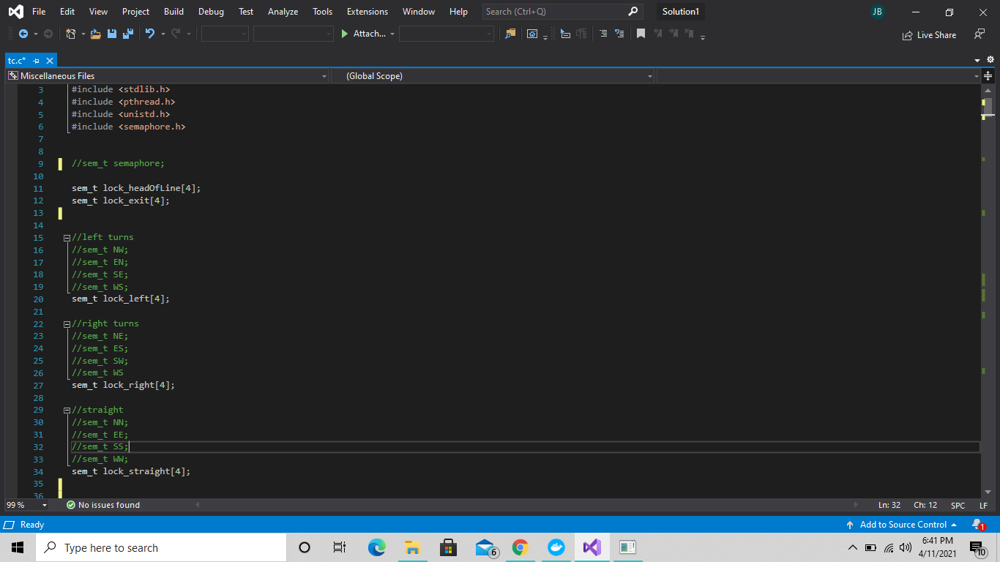 File Edit View Project Build Debug Test Analyze Tools Extensions Window Help Search (Ctrl+Q) Solution1 JB
Attach... Live Share
tc.c*
Miscellaneous Files (Global Scope)
3 #include <stdlib.h>
4 #include <pthread.h>
5 #include <unistd.h>
6 #include <semaphore.h>
7
8
9 //sem_t semaphore;
10
11 sem_t lock_headOfLine[4];
12 sem_t lock_exit[4];
13
14
15 //left turns
16 //sem_t NW;
17 //sem_t EN;
18 //sem_t SE;
19 //sem_t WS;
20 sem_t lock_left[4];
21
22 //right turns
23 //sem_t NE;
24 //sem_t ES;
25 //sem_t SW;
26 //sem_t WS
27 sem_t lock_right[4];
28
29 //straight
30 //sem_t NN;
31 //sem_t EE;
32 //sem_t SS;
33 //sem_t WW;
34 sem_t lock_straight[4];
35
36
99 % No issues found Ln: 32 Ch: 12 SPC LF
Ready Add to Source Control 1
Type here to search 6 6:41 PM
4/11/2021 10